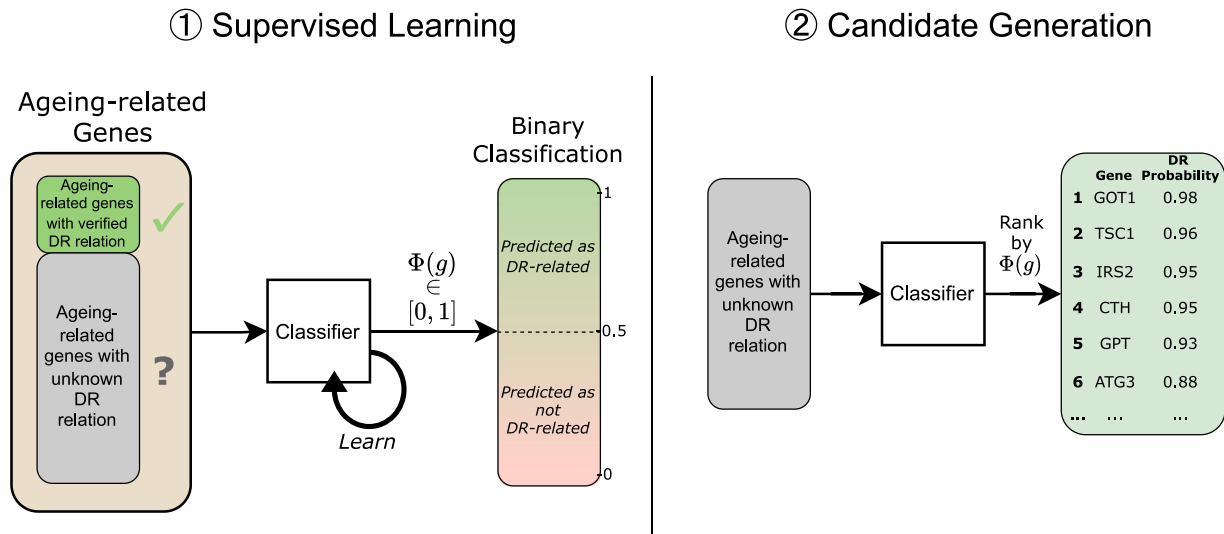 ① Supervised Learning
Ageing-related
Genes
Ageing-
related genes
with verified
DR relation
✓
Ageing-
related
genes with
unknown
DR
relation
?
Classifier
Learn
Φ(g)
∈
[0, 1]
Binary
Classification
1
Predicted as
DR-related
0.5
Predicted as
not
DR-related
0
② Candidate Generation
Ageing-
related
genes with
unknown
DR
relation
Classifier
Rank
by
Φ(g)
Gene DR Probability
1 GOT1 0.98
2 TSC1 0.96
3 IRS2 0.95
4 CTH 0.95
5 GPT 0.93
6 ATG3 0.88
... ... ...